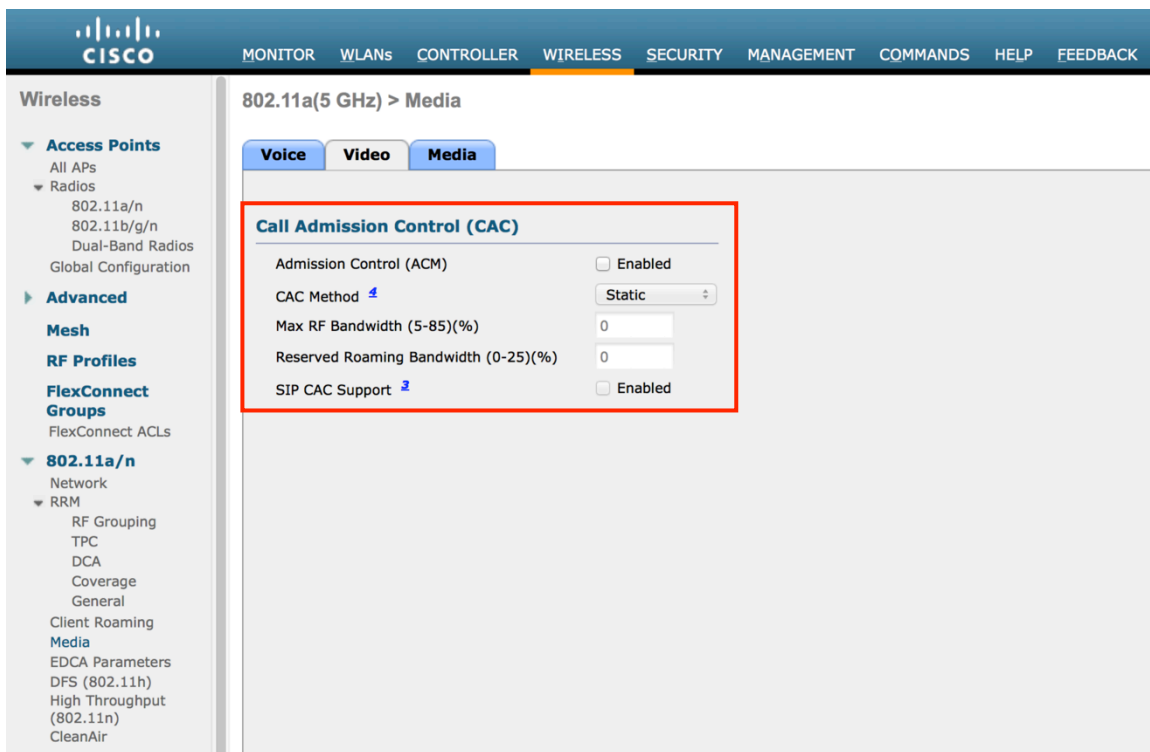 CISCO
MONITOR WLANs CONTROLLER WIRELESS SECURITY MANAGEMENT COMMANDS HELP FEEDBACK
Wireless
Access Points
All APs
Radios
802.11a/n
802.11b/g/n
Dual-Band Radios
Global Configuration
Advanced
Mesh
RF Profiles
FlexConnect
Groups
FlexConnect ACLs
802.11a/n
Network
RRM
RF Grouping
TPC
DCA
Coverage
General
Client Roaming
Media
EDCA Parameters
DFS (802.11h)
High Throughput
(802.11n)
CleanAir
802.11a(5 GHz) > Media
Voice Video Media
Call Admission Control (CAC)
Admission Control (ACM) Enabled
CAC Method 4 Static
Max RF Bandwidth (5-85)(%) 0
Reserved Roaming Bandwidth (0-25)(%) 0
SIP CAC Support 3 Enabled